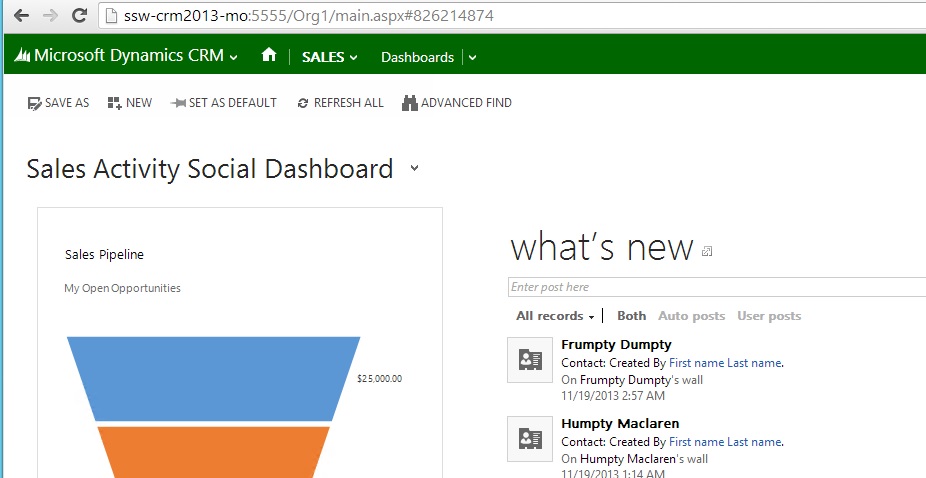 ssw-crm2013-mo:5555/Org1/main.aspx#826214874
Microsoft Dynamics CRM SALES Dashboards
SAVE AS NEW SET AS DEFAULT REFRESH ALL ADVANCED FIND
Sales Activity Social Dashboard
Sales Pipeline
My Open Opportunities
$25,000.00
what's new
Enter post here
All records Both Auto posts User posts
Frumpty Dumpty
Contact: Created By First name Last name.
On Frumpty Dumpty's wall
11/19/2013 2:57 AM
Humpty Maclaren
Contact: Created By First name Last name.
On Humpty Maclaren's wall
11/19/2013 1:14 AM